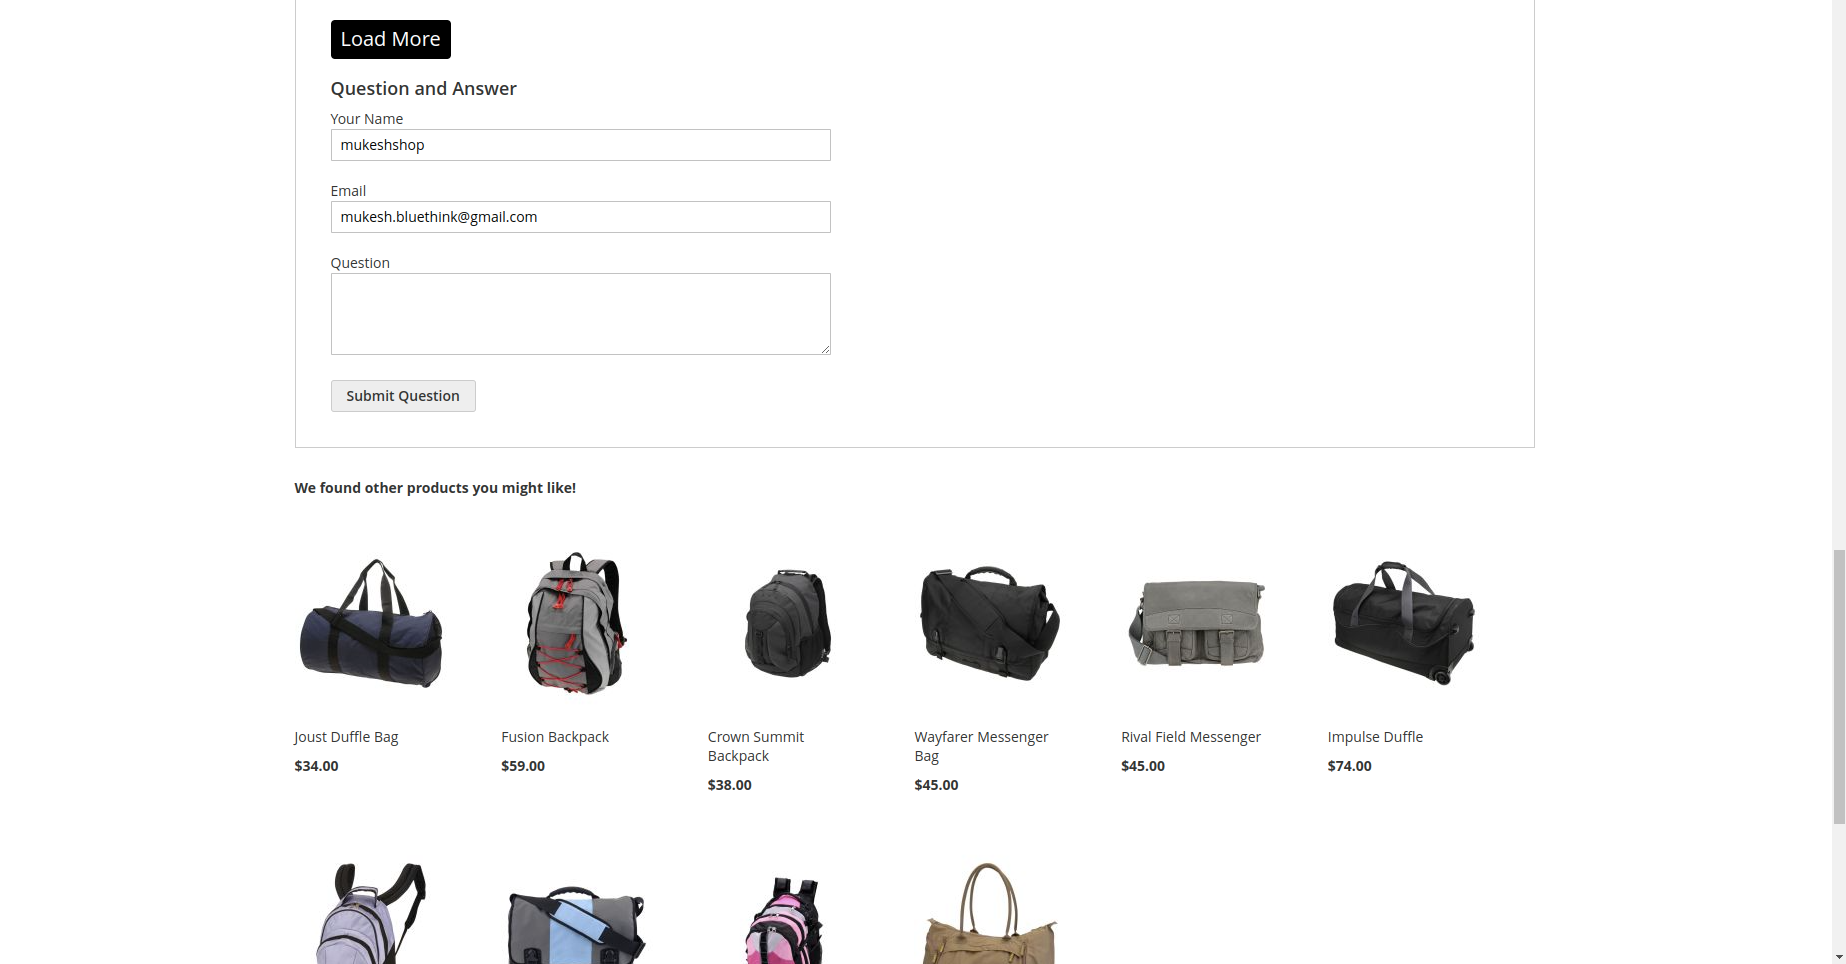 Load More
Question and Answer
Your Name
mukeshshop
Email
mukesh.bluethink@gmail.com
Question
Submit Question
We found other products you might like!
Joust Duffle Bag
$34.00
Fusion Backpack
$59.00
Crown Summit
Backpack
$38.00
Wayfarer Messenger
Bag
$45.00
Rival Field Messenger
$45.00
Impulse Duffle
$74.00